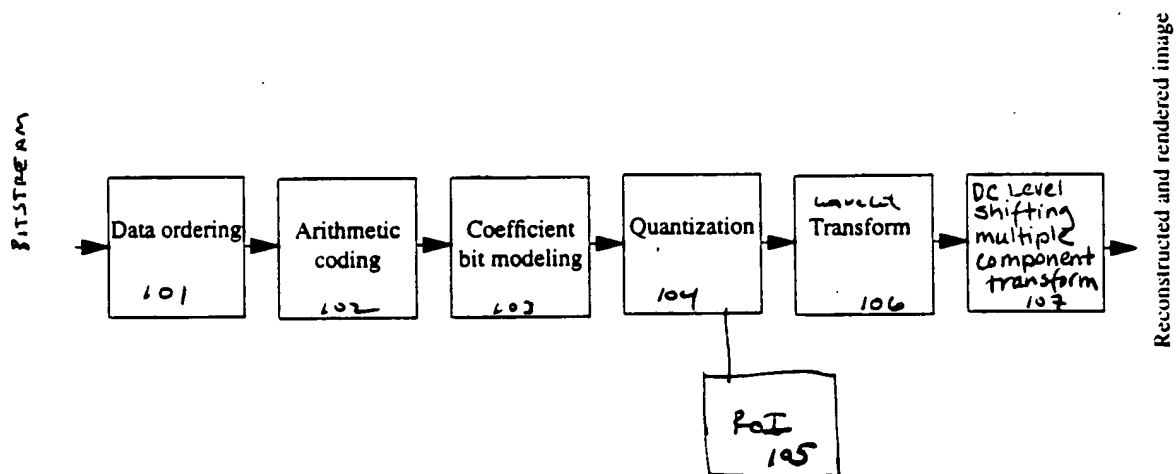 BITSTREAM
Data ordering
101
Arithmetic
coding
102
Coefficient
bit modeling
103
Quantization
104
wavelet
Transform
106
DC Level
shifting
multiple
component
transform
107
Reconstructed and rendered image
RoI
105